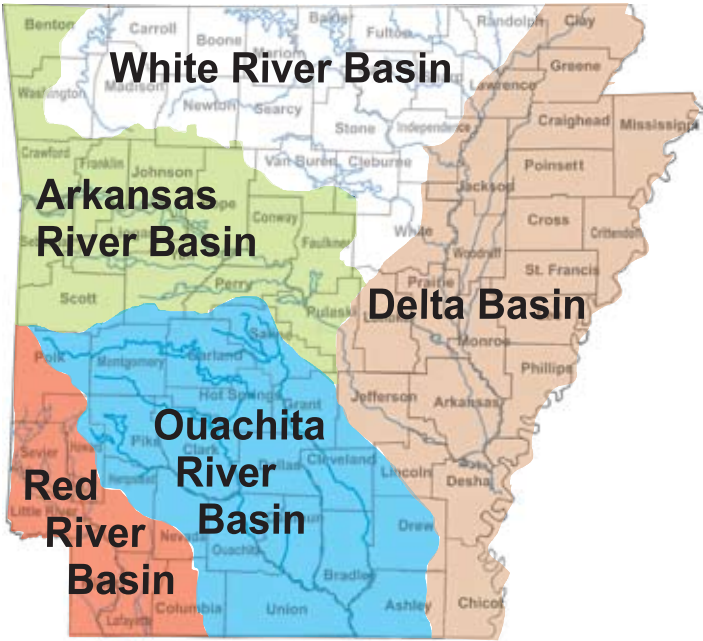 Benton
Carroll
Boone
Marion
Baxter
Fulton
Randolph
Clay
White River Basin
Greene
Washington
Madison
Newton
Searcy
Stone
Independence
Lawrence
Craighead
Mississippi
Crawford
Franklin
Johnson
Van Buren
Cleburne
Jackson
Poinsett
Arkansas
River Basin
Conway
Faulkner
White
Woodruff
Cross
Crittenden
St. Francis
Scott
Perry
Pulaski
Prairie
Delta Basin
Monroe
Phillips
Polk
Montgomery
Garland
Saline
Hot Springs
Grant
Jefferson
Arkansas
Ouachita
River
Basin
Pike
Clark
Dallas
Cleveland
Lincoln
Desha
Sevier
Howard
Red
River
Basin
Little River
Hempstead
Nevada
Ouachita
Drew
Bradley
Lafayette
Columbia
Union
Ashley
Chicot